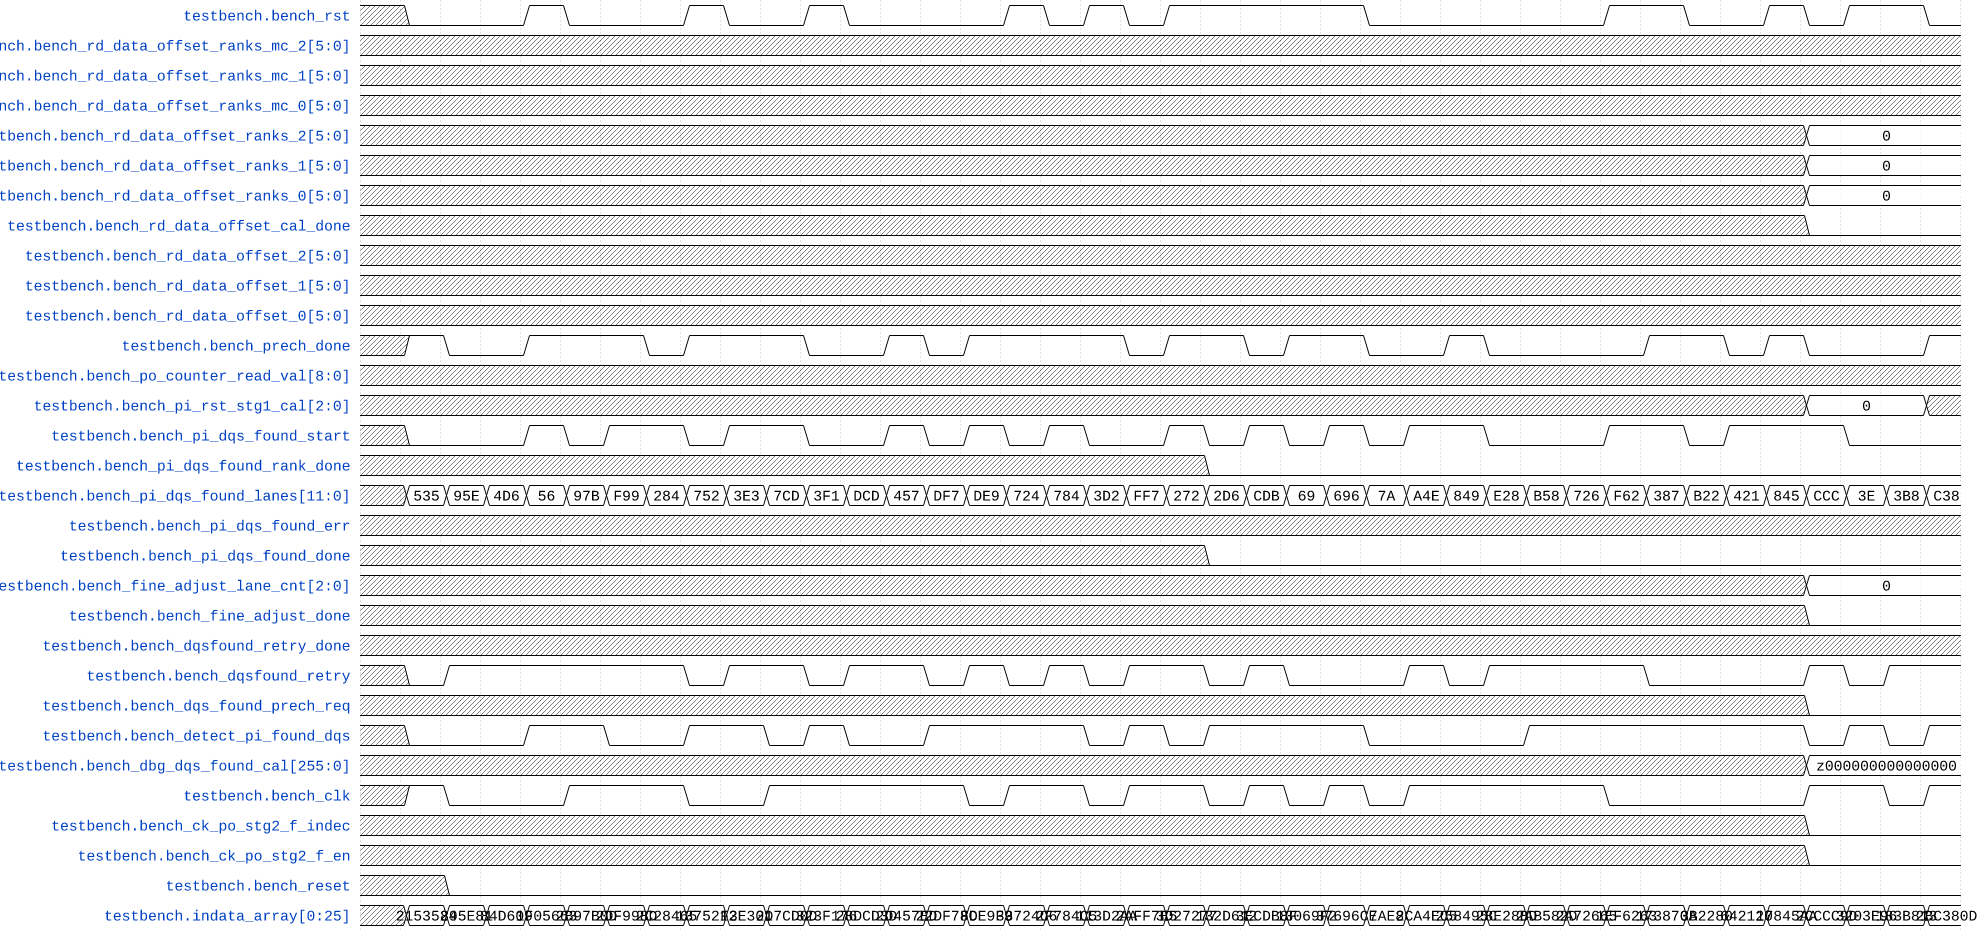 testbench.bench_rst
nch.bench_rd_data_offset_ranks_mc_2[5:0]
nch.bench_rd_data_offset_ranks_mc_1[5:0]
nch.bench_rd_data_offset_ranks_mc_0[5:0]
tbench.bench_rd_data_offset_ranks_2[5:0] 0
tbench.bench_rd_data_offset_ranks_1[5:0] 0
tbench.bench_rd_data_offset_ranks_0[5:0] 0
testbench.bench_rd_data_offset_cal_done
testbench.bench_rd_data_offset_2[5:0]
testbench.bench_rd_data_offset_1[5:0]
testbench.bench_rd_data_offset_0[5:0]
testbench.bench_prech_done
testbench.bench_po_counter_read_val[8:0]
testbench.bench_pi_rst_stg1_cal[2:0] 0
testbench.bench_pi_dqs_found_start
testbench.bench_pi_dqs_found_rank_done
testbench.bench_pi_dqs_found_lanes[11:0] 535 95E 4D6 56 97B F99 284 752 3E3 7CD 3F1 DCD 457 DF7 DE9 724 784 3D2 FF7 272 2D6 CDB 69 696 7A A4E 849 E28 B58 726 F62 387 B22 421 845 CCC 3E 3B8 C38
testbench.bench_pi_dqs_found_err
testbench.bench_pi_dqs_found_done
estbench.bench_fine_adjust_lane_cnt[2:0] 0
testbench.bench_fine_adjust_done
testbench.bench_dqsfound_retry_done
testbench.bench_dqsfound_retry
testbench.bench_dqs_found_prech_req
testbench.bench_detect_pi_found_dqs
testbench.bench_dbg_dqs_found_cal[255:0] z000000000000000
testbench.bench_clk
testbench.bench_ck_po_stg2_f_indec
testbench.bench_ck_po_stg2_f_en
testbench.bench_reset
testbench.indata_array[0:25]